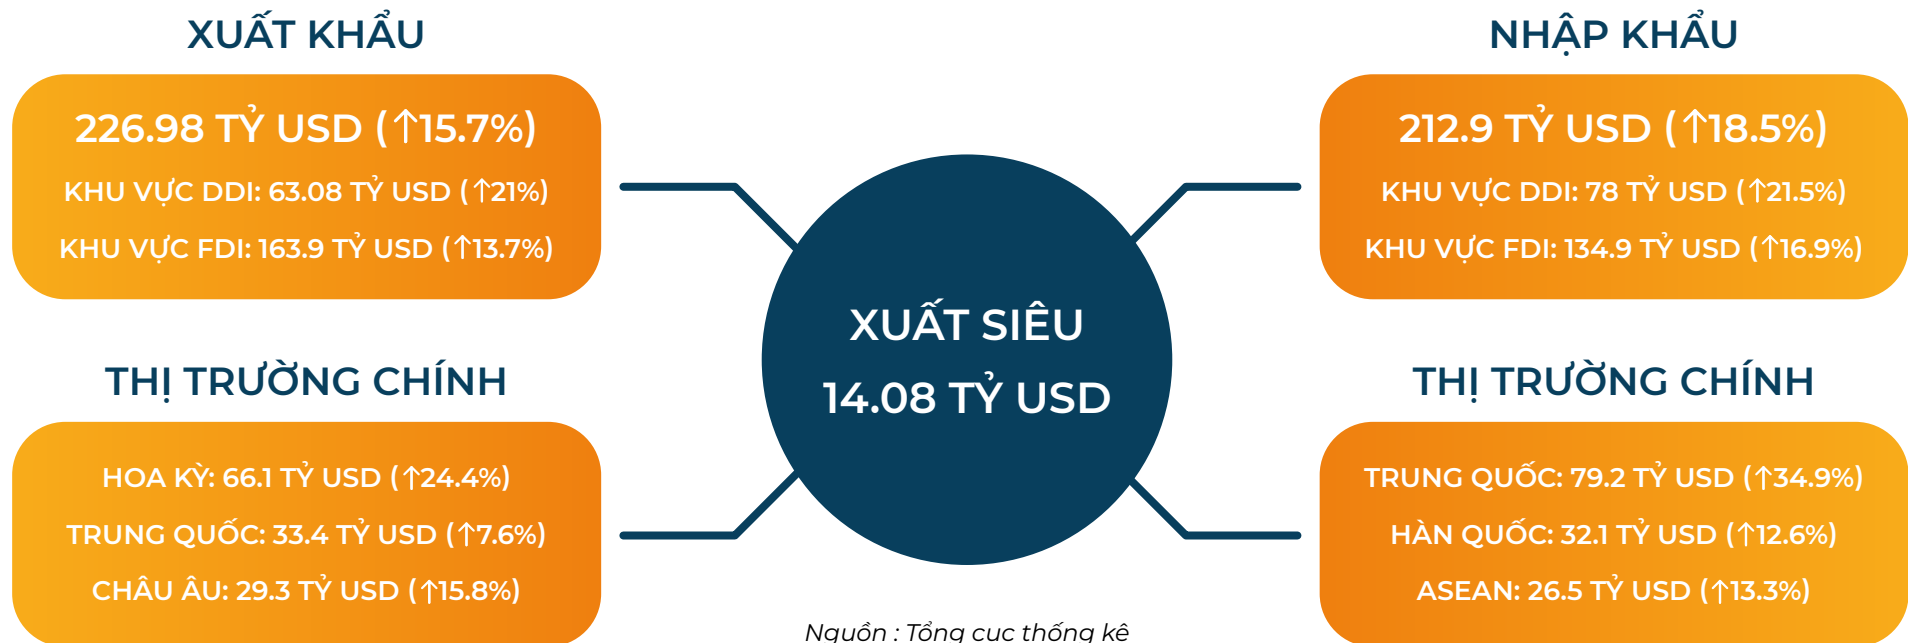 XUẤT KHẨU
226.98 TỶ USD (↑15.7%)
KHU VỰC DDI: 63.08 TỶ USD (↑21%)
KHU VỰC FDI: 163.9 TỶ USD (↑13.7%)
THỊ TRƯỜNG CHÍNH
HOA KỲ: 66.1 TỶ USD (↑24.4%)
TRUNG QUỐC: 33.4 TỶ USD (↑7.6%)
CHÂU ÂU: 29.3 TỶ USD (↑15.8%)
XUẤT SIÊU
14.08 TỶ USD
NHẬP KHẨU
212.9 TỶ USD (↑18.5%)
KHU VỰC DDI: 78 TỶ USD (↑21.5%)
KHU VỰC FDI: 134.9 TỶ USD (↑16.9%)
THỊ TRƯỜNG CHÍNH
TRUNG QUỐC: 79.2 TỶ USD (↑34.9%)
HÀN QUỐC: 32.1 TỶ USD (↑12.6%)
ASEAN: 26.5 TỶ USD (↑13.3%)
Nguồn : Tổng cục thống kê